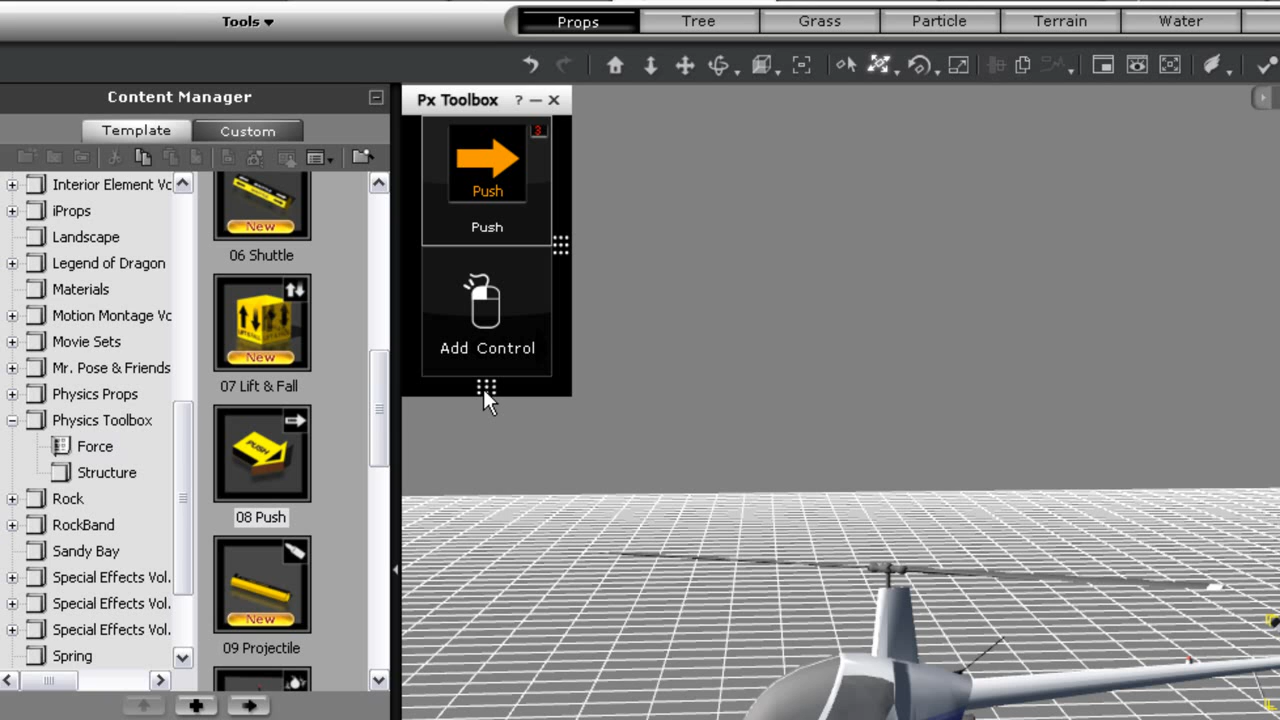 Tools
Props
Tree
Grass
Particle
Terrain
Water
Content Manager
Template
Custom
Interior Element Vo
iProps
Landscape
Legend of Dragon
Materials
Motion Montage Vo
Movie Sets
Mr. Pose & Friends
Physics Props
Physics Toolbox
Force
Structure
Rock
RockBand
Sandy Bay
Special Effects Vol.
Special Effects Vol.
Special Effects Vol.
Spring
New
06 Shuttle
New
07 Lift & Fall
PUSH
08 Push
New
09 Projectile
Px Toolbox ?
3
Push
Push
Add Control